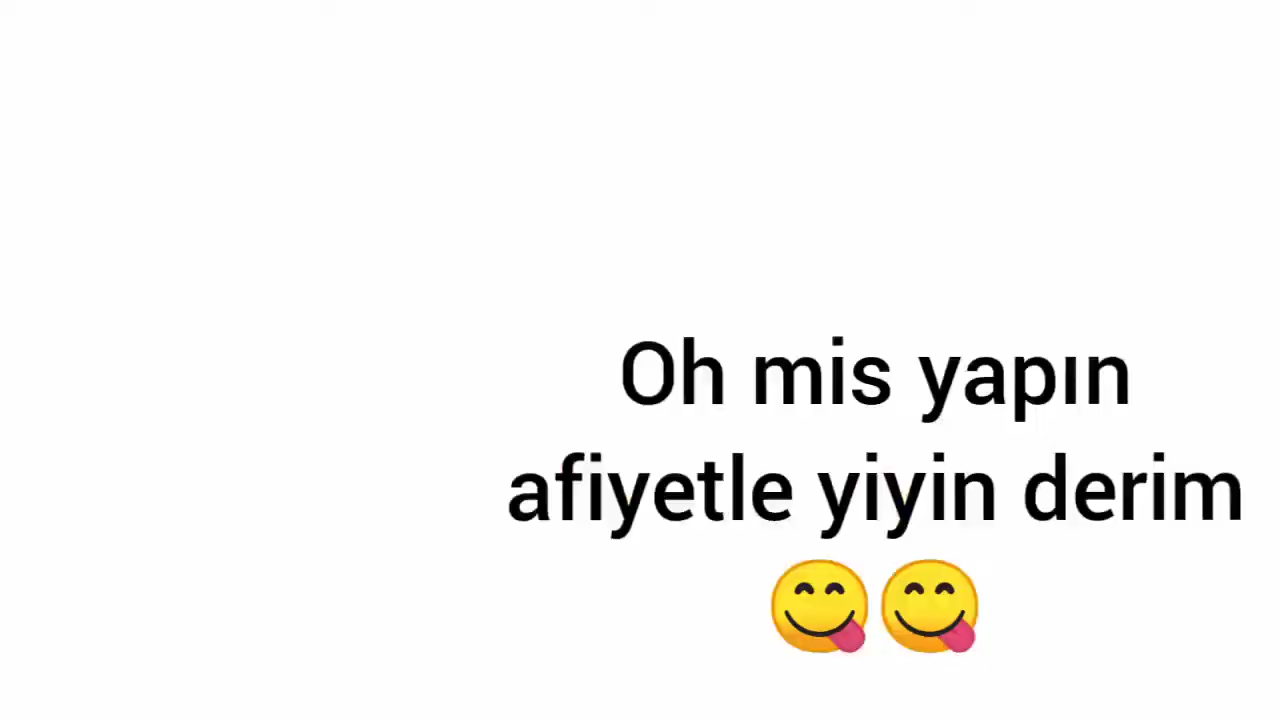 Oh mis yapın
afiyetle yiyin derim
😋😋